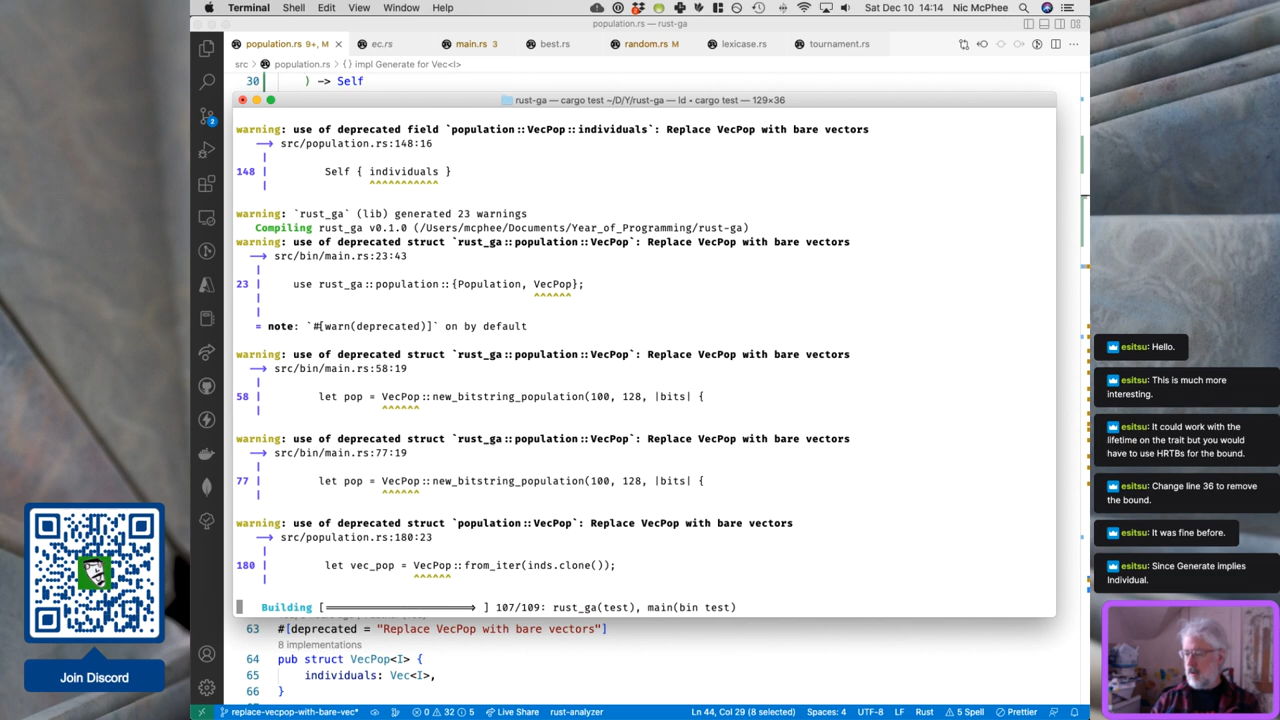 Terminal Shell Edit View Window Help Sat Dec 10 14:14 Nic McPhee
population.rs — rust-ga
population.rs 9+, M ec.rs main.rs 3 best.rs random.rs M lexicase.rs tournament.rs
src > population.rs > {} impl Generate for Vec<I>
30 ) -> Self
rust-ga — cargo test ~/D/Y/rust-ga — ld ◂ cargo test — 129×36
warning: use of deprecated field `population::VecPop::individuals`: Replace VecPop with bare vectors
--> src/population.rs:148:16
|
148 | Self { individuals }
| ^^^^^^^^^^^
warning: `rust_ga` (lib) generated 23 warnings
Compiling rust_ga v0.1.0 (/Users/mcphee/Documents/Year_of_Programming/rust-ga)
warning: use of deprecated struct `rust_ga::population::VecPop`: Replace VecPop with bare vectors
--> src/bin/main.rs:23:43
|
23 | use rust_ga::population::{Population, VecPop};
| ^^^^^^
|
= note: `#[warn(deprecated)]` on by default
warning: use of deprecated struct `rust_ga::population::VecPop`: Replace VecPop with bare vectors
--> src/bin/main.rs:58:19
|
58 | let pop = VecPop::new_bitstring_population(100, 128, |bits| {
| ^^^^^^
warning: use of deprecated struct `rust_ga::population::VecPop`: Replace VecPop with bare vectors
--> src/bin/main.rs:77:19
|
77 | let pop = VecPop::new_bitstring_population(100, 128, |bits| {
| ^^^^^^
warning: use of deprecated struct `population::VecPop`: Replace VecPop with bare vectors
--> src/population.rs:180:23
|
180 | let vec_pop = VecPop::from_iter(inds.clone());
| ^^^^^^
Building [=======================> ] 107/109: rust_ga(test), main(bin test)
63 #[deprecated = "Replace VecPop with bare vectors"]
8 implementations
64 pub struct VecPop<I> {
65 individuals: Vec<I>,
66 }
replace-vecpop-with-bare-vec* 0 32 5 Live Share rust-analyzer Ln 44, Col 29 (8 selected) Spaces: 4 UTF-8 LF Rust 5 Spell Prettier
2
Join Discord
esitsu: Hello.
esitsu: This is much more
interesting.
esitsu: It could work with the
lifetime on the trait but you would
have to use HRTBs for the bound.
esitsu: Change line 36 to remove
the bound.
esitsu: It was fine before.
esitsu: Since Generate implies
Individual.